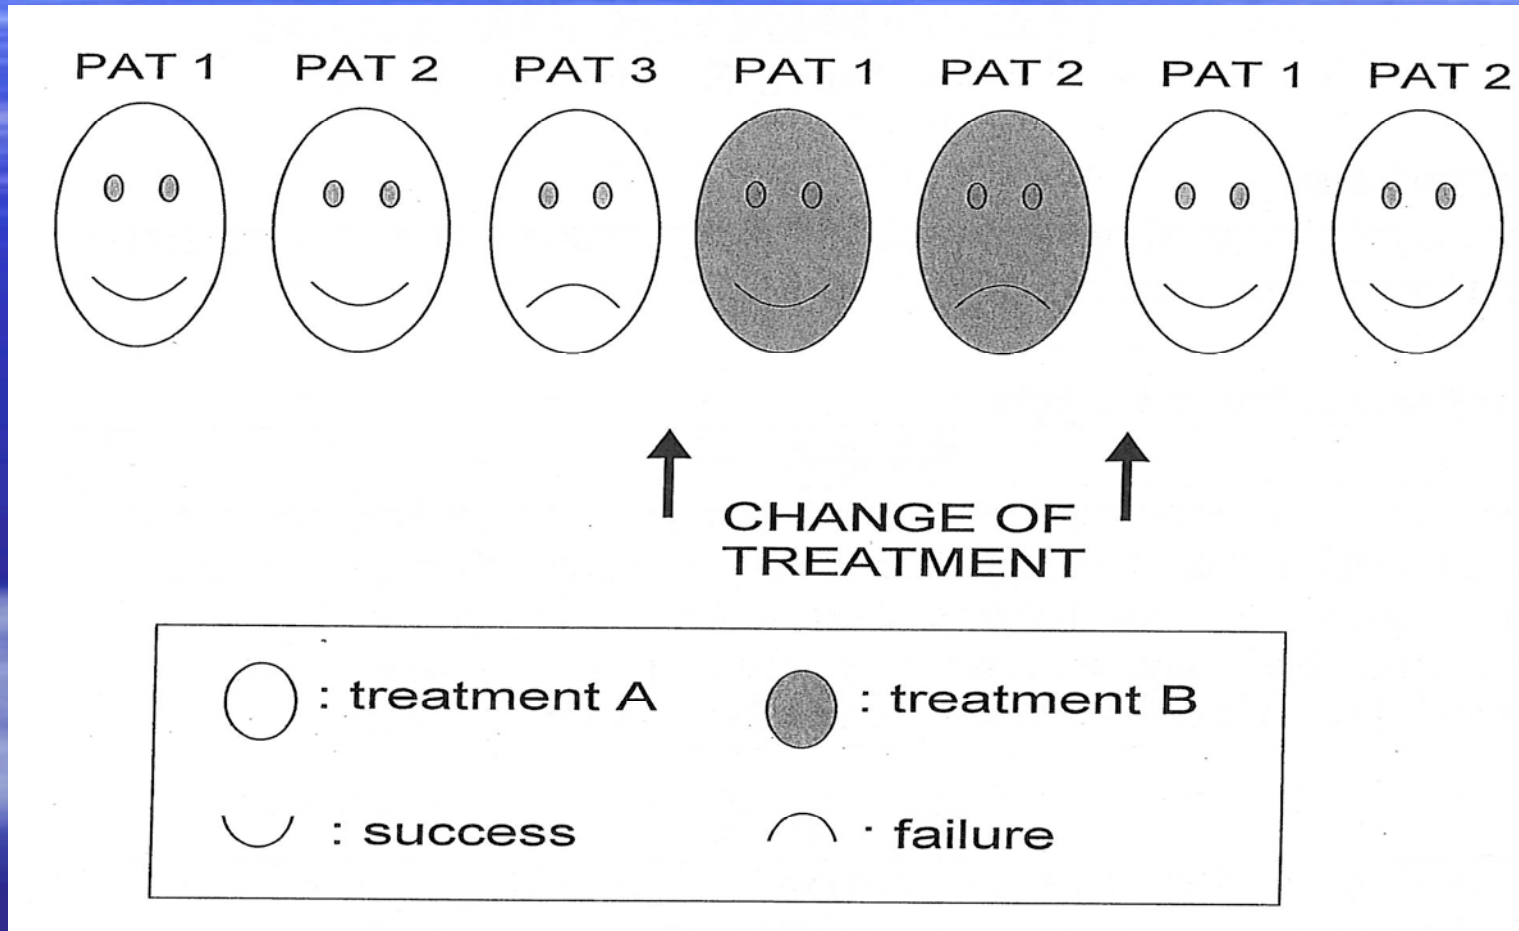 PAT 1 PAT 2 PAT 3 PAT 1 PAT 2 PAT 1 PAT 2
CHANGE OF
TREATMENT
: treatment A : treatment B
: success · failure